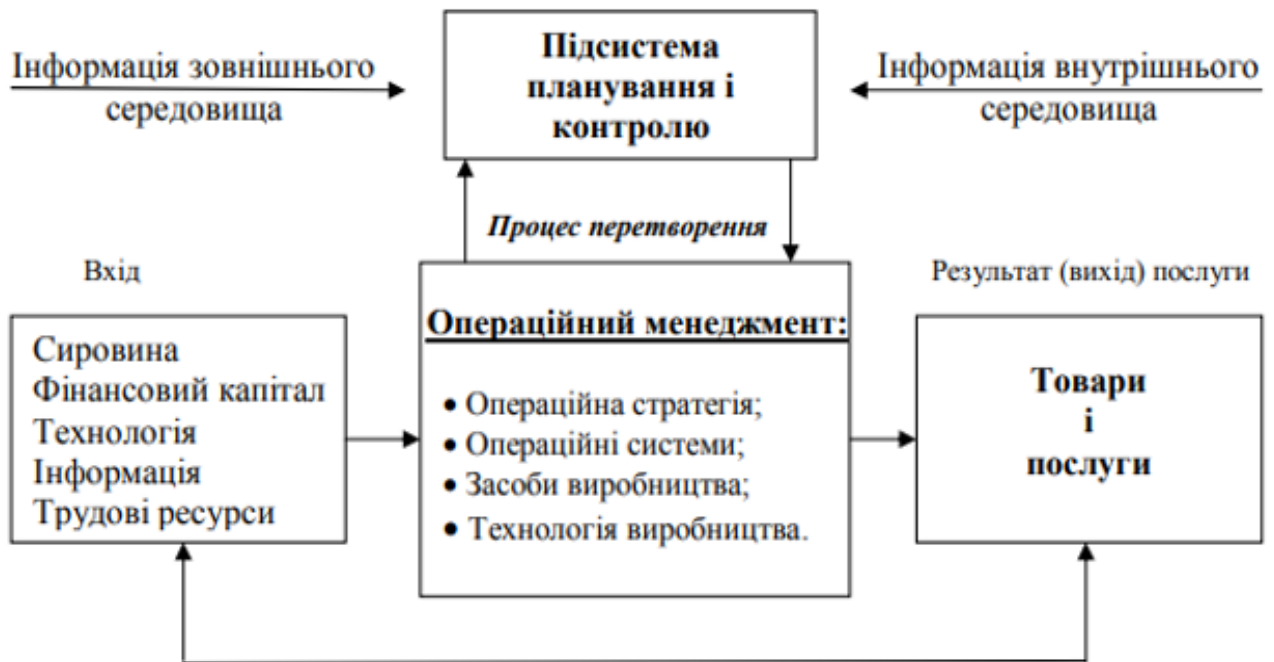 Підсистема
планування і
контролю
Інформація зовнішнього
середовища
Інформація внутрішнього
середовища
Процес перетворення
Вхід
Результат (вихід) послуги
Сировина
Фінансовий капітал
Технологія
Інформація
Трудові ресурси
Операційний менеджмент:
• Операційна стратегія;
• Операційні системи;
• Засоби виробництва;
• Технологія виробництва.
Товари
і
послуги